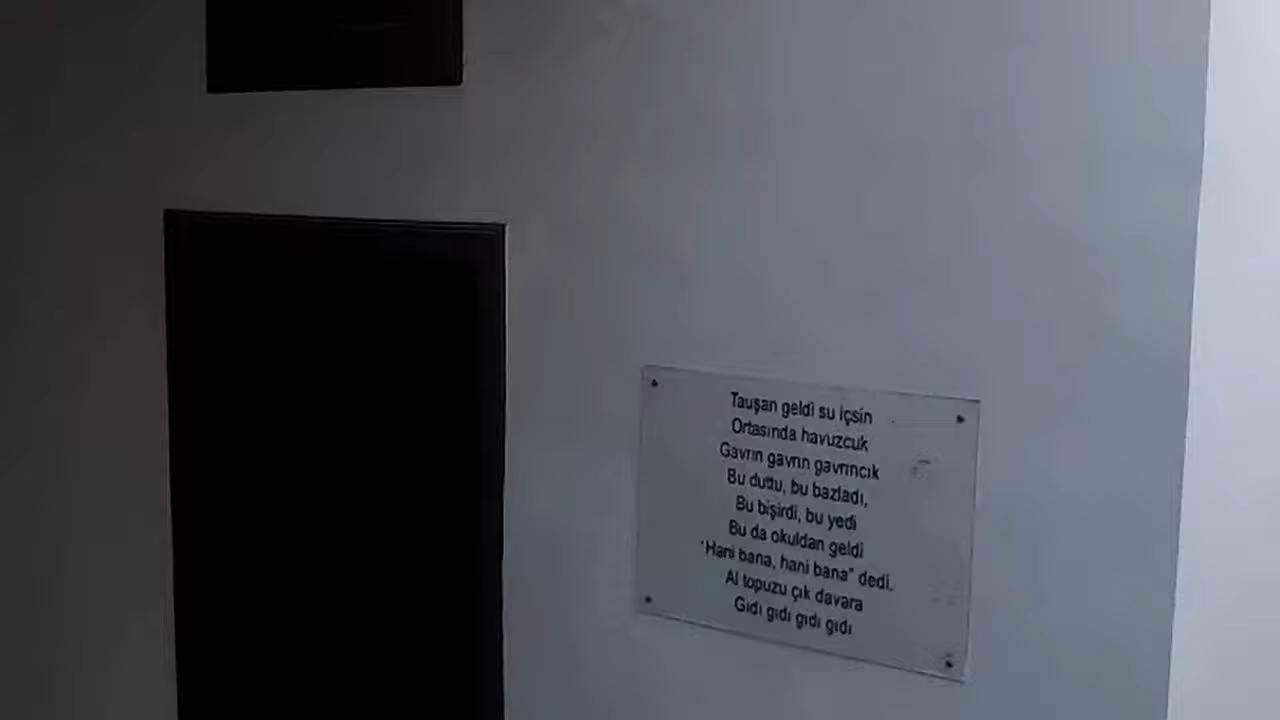 Tauşan geldi su içsin
Ortasında havuzcuk
Gavrın gavrın gavrıncık
Bu duttu, bu bazladı,
Bu bişirdi, bu yedi
Bu da okuldan geldi
"Hani bana, hani bana" dedi.
Al topuzu çık davara
Gıdı gıdı gıdı gıdı